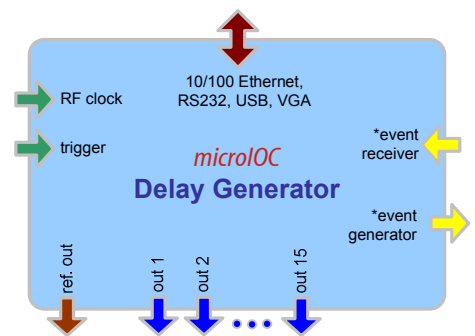 10/100 Ethernet,
RS232, USB, VGA
RF clock
trigger
*event
receiver
microIOC
Delay Generator
*event
generator
ref. out
out 1
out 2
out 15